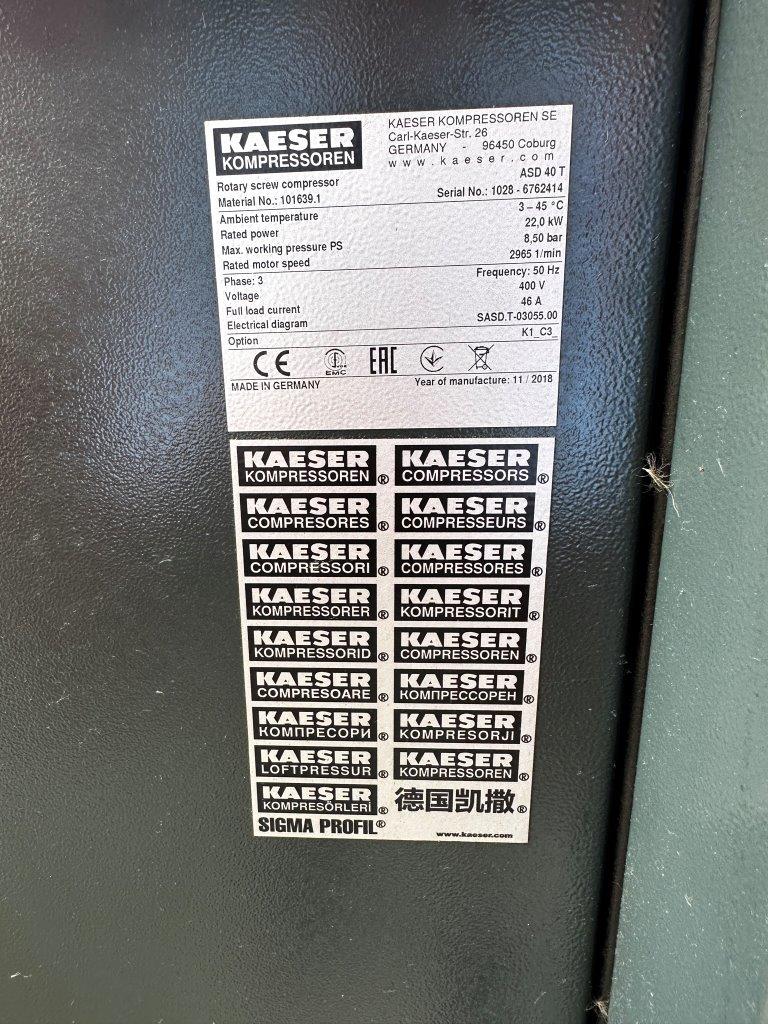 KAESER
KOMPRESSOREN
KAESER KOMPRESSOREN SE
Carl-Kaeser-Str. 26
GERMANY - 96450 Coburg
www.kaeser.com
Rotary screw compressor ASD 40 T
Material No.: 101639.1 Serial No.: 1028 - 6762414
Ambient temperature 3 – 45 °C
Rated power 22,0 kW
Max. working pressure PS 8,50 bar
Rated motor speed 2965 1/min
Phase: 3 Frequency: 50 Hz
Voltage 400 V
Full load current 46 A
Electrical diagram SASD.T-03055.00
Option K1_C3_
CE EMC EAC
MADE IN GERMANY Year of manufacture: 11 / 2018
KAESER KAESER
KOMPRESSOREN® COMPRESSORS®
KAESER KAESER
COMPRESORES® COMPRESSEURS®
KAESER KAESER
COMPRESSORI® COMPRESSORES®
KAESER KAESER
KOMPRESSORER® KOMPRESSORIT®
KAESER KAESER
KOMPRESSORID® COMPRESSOREN®
KAESER KAESER
COMPRESOARE® КОМПРЕССОРЕН®
KAESER KAESER
КОМПРЕСОРИ® KOMPRESORJI®
KAESER KAESER
LOFTPRESSUR® KOMPRESSOREN®
KAESER 德国凯撒®
KOMPRESÖRLERİ®
SIGMA PROFIL® www.kaeser.com